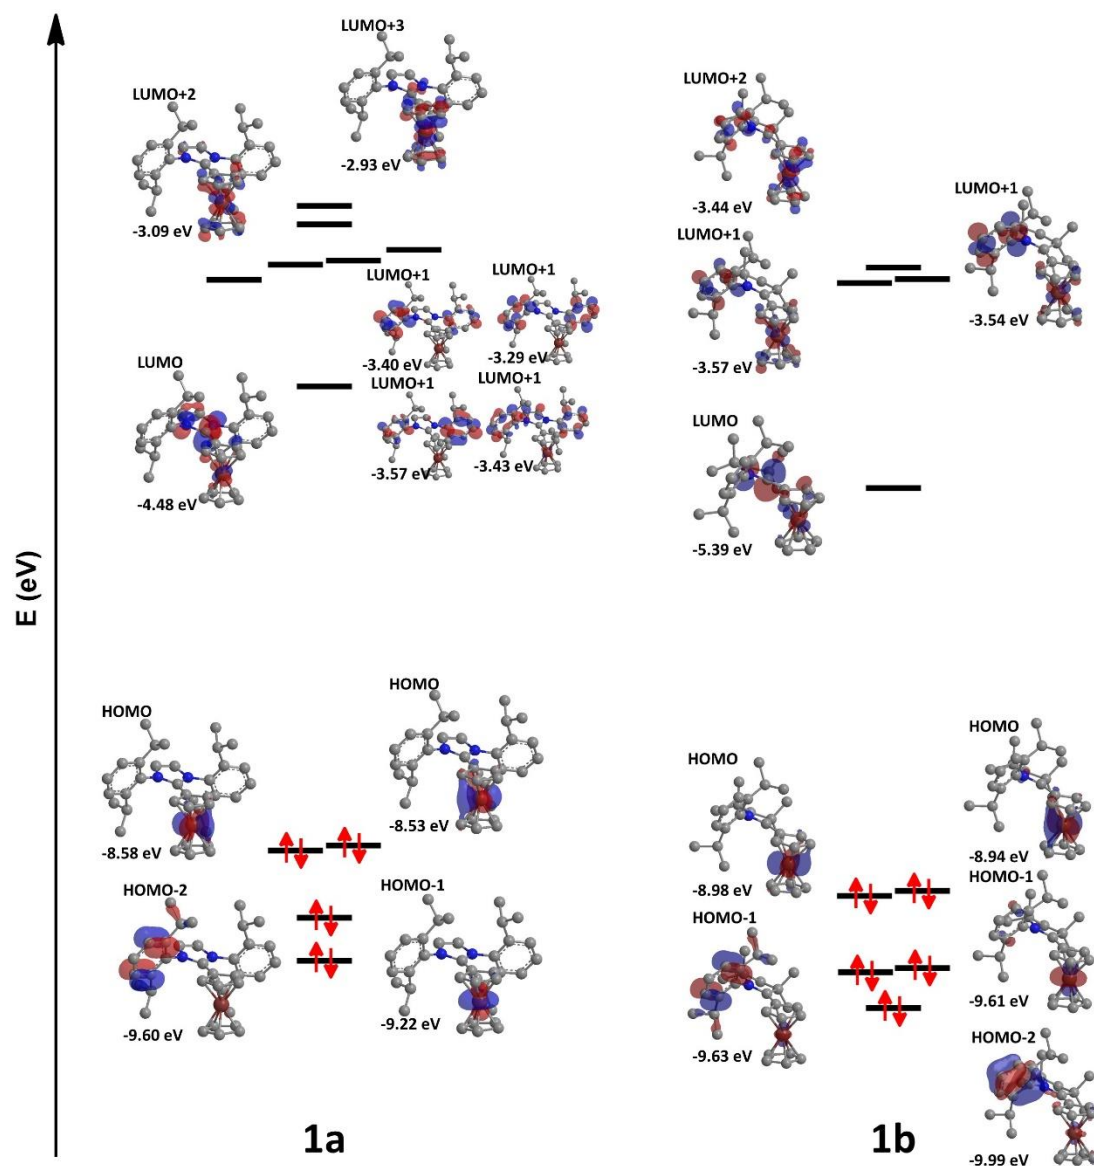 LUMO+3
LUMO+2
-2.93 eV
-3.09 eV
LUMO+1
LUMO+1
-3.40 eV
-3.29 eV
LUMO
LUMO+1
LUMO+1
-3.57 eV
-3.43 eV
-4.48 eV
LUMO+2
-3.44 eV
LUMO+1
LUMO+1
-3.54 eV
-3.57 eV
LUMO
-5.39 eV
E (eV)
HOMO
HOMO
-8.58 eV
-8.53 eV
HOMO-2
HOMO-1
-9.60 eV
-9.22 eV
HOMO
HOMO
-8.98 eV
-8.94 eV
HOMO-1
HOMO-1
-9.61 eV
-9.63 eV
HOMO-2
-9.99 eV
1a
1b